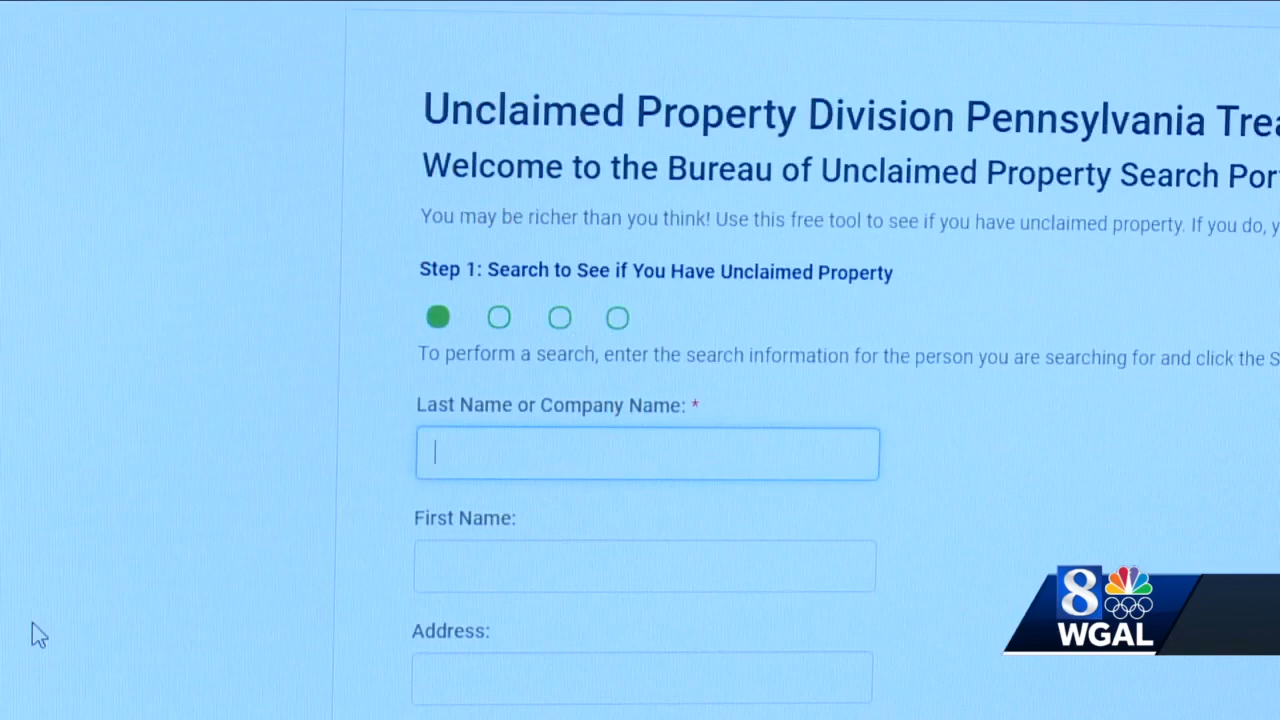 Unclaimed Property Division Pennsylvania
Welcome to the Bureau of Unclaimed Property Search
You may be richer than you think! Use this free tool to see if you have unclaimed property. If you do,
Step 1: Search to See if You Have Unclaimed Property
To perform a search, enter the search information for the person you are searching for and click the
Last Name or Company Name: *
First Name:
Address:
8
WGAL